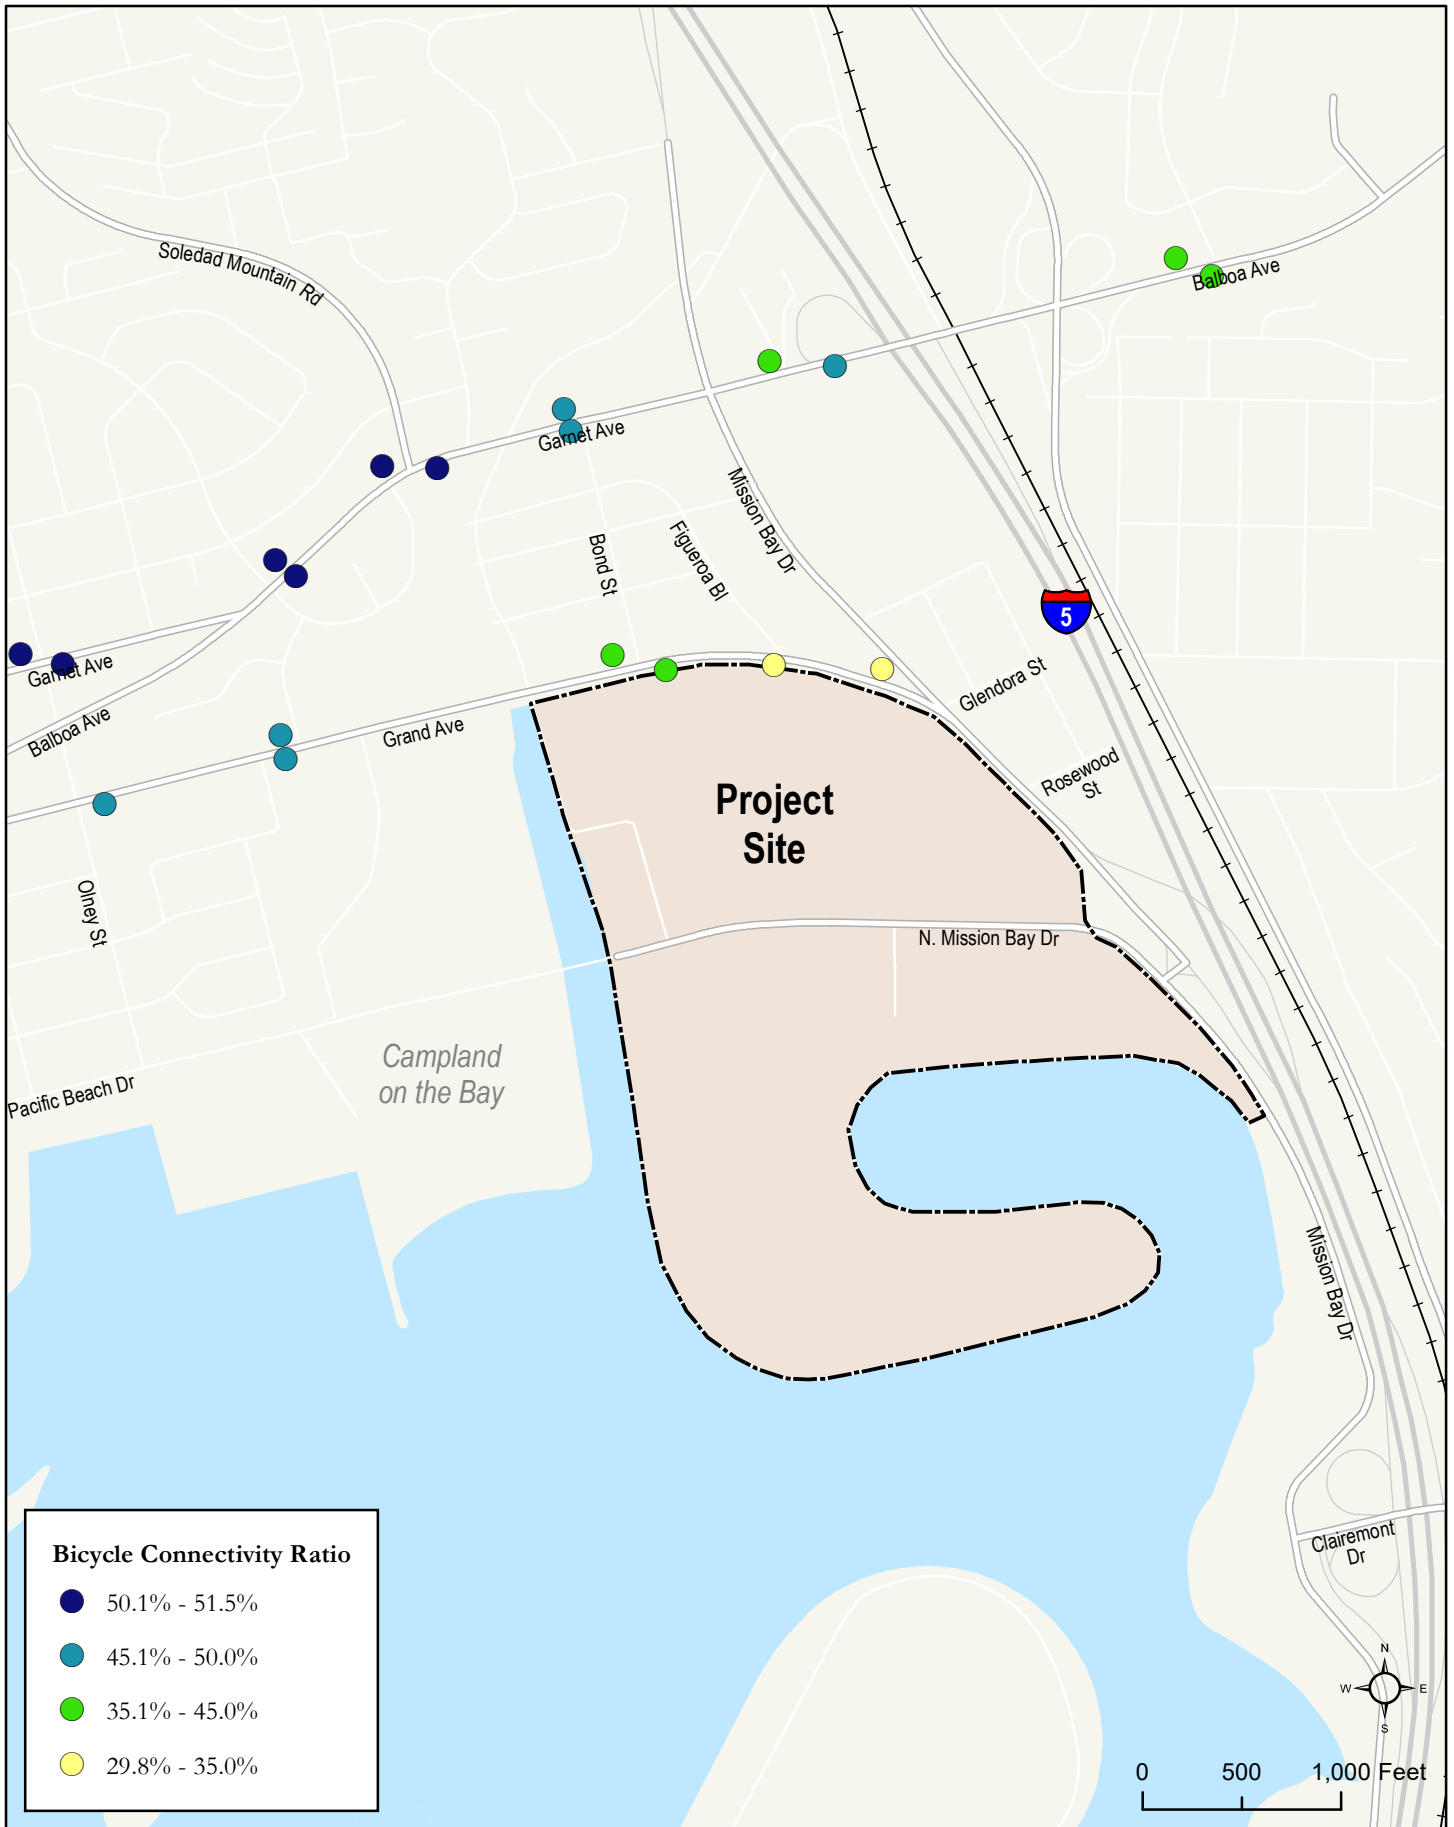 Soledad Mountain Rd
Balboa Ave
Garnet Ave
Mission Bay Dr
Figueroa Bl
Bond St
5
Garnet Ave
Glendora St
Balboa Ave
Grand Ave
Rosewood
St
Project
Site
Olney St
N. Mission Bay Dr
Campland
on the Bay
Pacific Beach Dr
Mission Bay Dr
Clairemont
Dr
Bicycle Connectivity Ratio
50.1% - 51.5%
45.1% - 50.0%
35.1% - 45.0%
29.8% - 35.0%
N
W
E
S
0 500 1,000 Feet